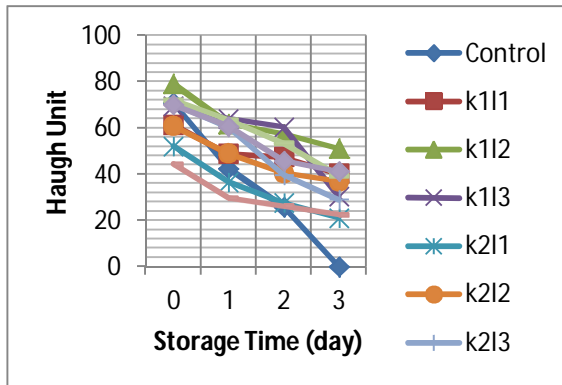 100
80
60
40
20
0
Haugh Unit
0 1 2 3
Storage Time (day)
Control
k1l1
k1l2
k1l3
k2l1
k2l2
k2l3